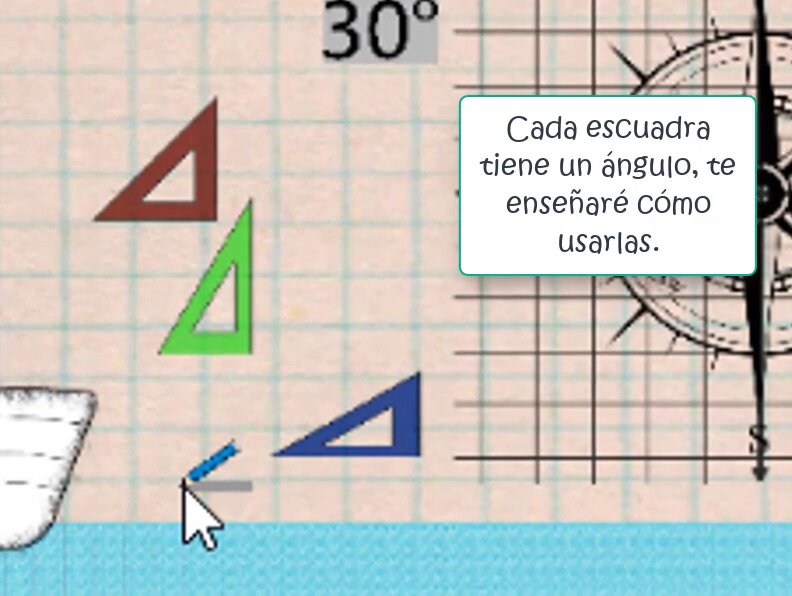 30°
Cada escuadra
tiene un ángulo, te
enseñaré cómo
usarlas.
S